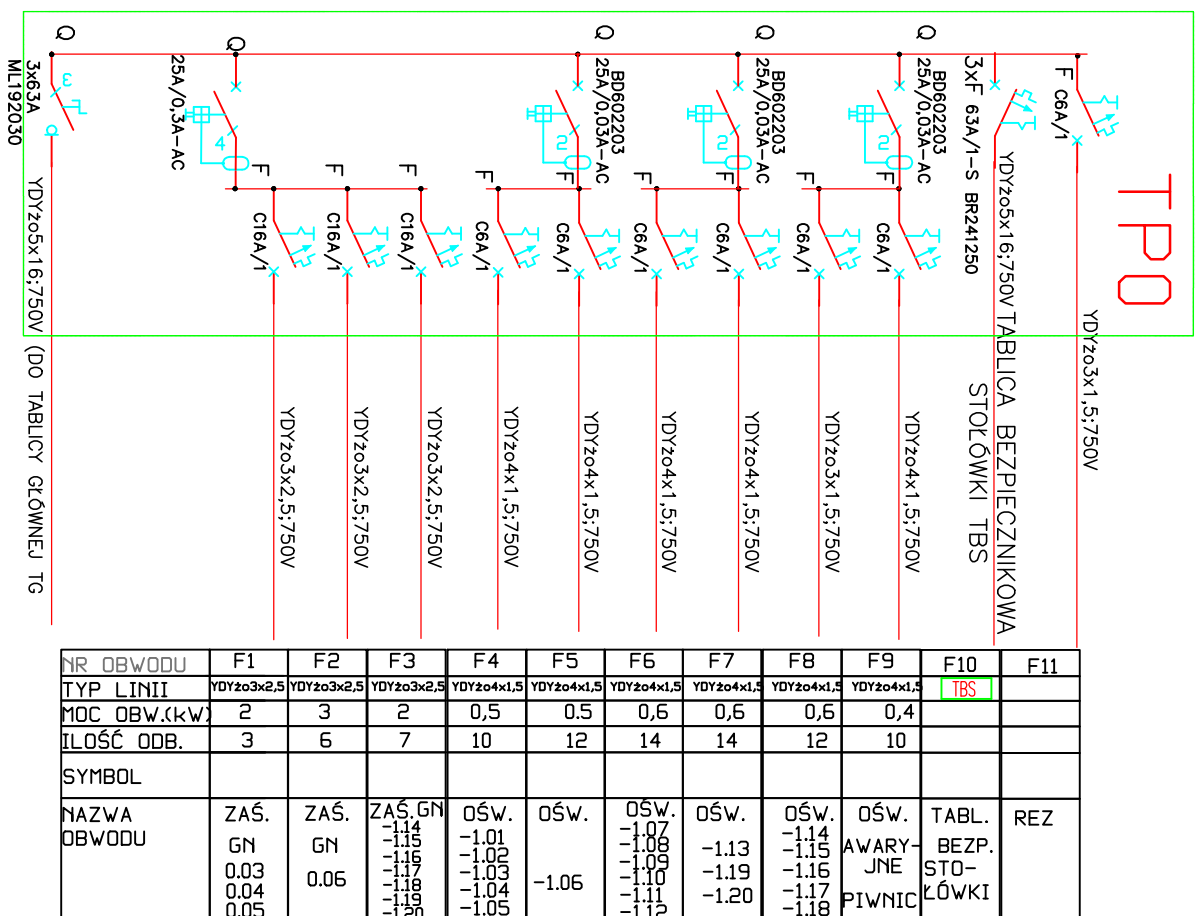 TPO
Q
3x63A
ML192030
3
YDYżo5x16;750V (DO TABLICY GŁÓWNEJ TG
Q
25A/0,3A-AC
4
F
C16A/1
YDYżo3x2,5;750V
F
C16A/1
YDYżo3x2,5;750V
F
C16A/1
YDYżo3x2,5;750V
Q
BD602203
25A/0,03A-AC
2
F
C6A/1
YDYżo4x1,5;750V
F
C6A/1
YDYżo4x1,5;750V
Q
BD602203
25A/0,03A-AC
2
F
C6A/1
YDYżo4x1,5;750V
F
C6A/1
YDYżo4x1,5;750V
Q
BD602203
25A/0,03A-AC
2
F
C6A/1
YDYżo3x1,5;750V
F
C6A/1
YDYżo4x1,5;750V
3xF 63A/1-S BR241250
YDYżo5x16;750V TABLICA BEZPIECZNIKOWA
STOŁÓWKI TBS
F C6A/1
YDYżo3x1,5;750V
NR OBWODU F1 F2 F3 F4 F5 F6 F7 F8 F9 F10 F11
TYP LINII YDYżo3x2,5 YDYżo3x2,5 YDYżo3x2,5 YDYżo4x1,5 YDYżo4x1,5 YDYżo4x1,5 YDYżo4x1,5 YDYżo4x1,5 YDYżo4x1,5 TBS
MOC OBW.(kW) 2 3 2 0,5 0.5 0,6 0,6 0,6 0,4
ILOŚĆ ODB. 3 6 7 10 12 14 14 12 10
SYMBOL
NAZWA
OBWODU
ZAŚ.
GN
0.03
0.04
0.05
ZAŚ.
GN
0.06
ZAŚ.GN
-1.14
-1.15
-1.16
-1.17
-1.18
-1.19
-1.20
OŚW.
-1.01
-1.02
-1.03
-1.04
-1.05
OŚW.
-1.06
OŚW.
-1.07
-1.08
-1.09
-1.10
-1.11
-1.12
OŚW.
-1.13
-1.19
-1.20
OŚW.
-1.14
-1.15
-1.16
-1.17
-1.18
OŚW.
AWARY-
JNE
PIWNIC
TABL.
BEZP.
STO-
ŁÓWKI
REZ